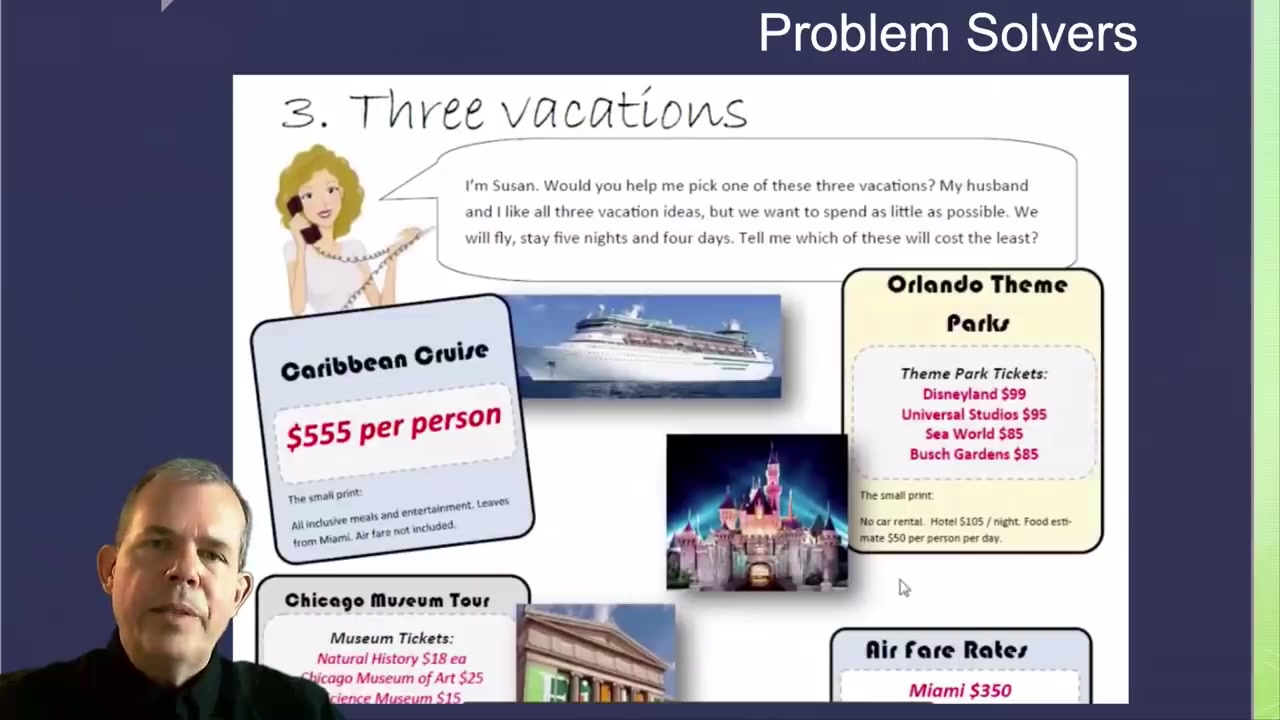 Problem Solvers
3. Three vacations
I'm Susan. Would you help me pick one of these three vacations? My husband
and I like all three vacation ideas, but we want to spend as little as possible. We
will fly, stay five nights and four days. Tell me which of these will cost the least?
Caribbean Cruise
$555 per person
The small print:
All inclusive meals and entertainment. Leaves
from Miami. Air fare not included.
Orlando Theme
Parks
Theme Park Tickets:
Disneyland $99
Universal Studios $95
Sea World $85
Busch Gardens $85
The small print:
No car rental. Hotel $105 / night. Food esti-
mate $50 per person per day.
Chicago Museum Tour
Museum Tickets:
Natural History $18 ea
Chicago Museum of Art $25
Science Museum $15
Air Fare Rates
Miami $350